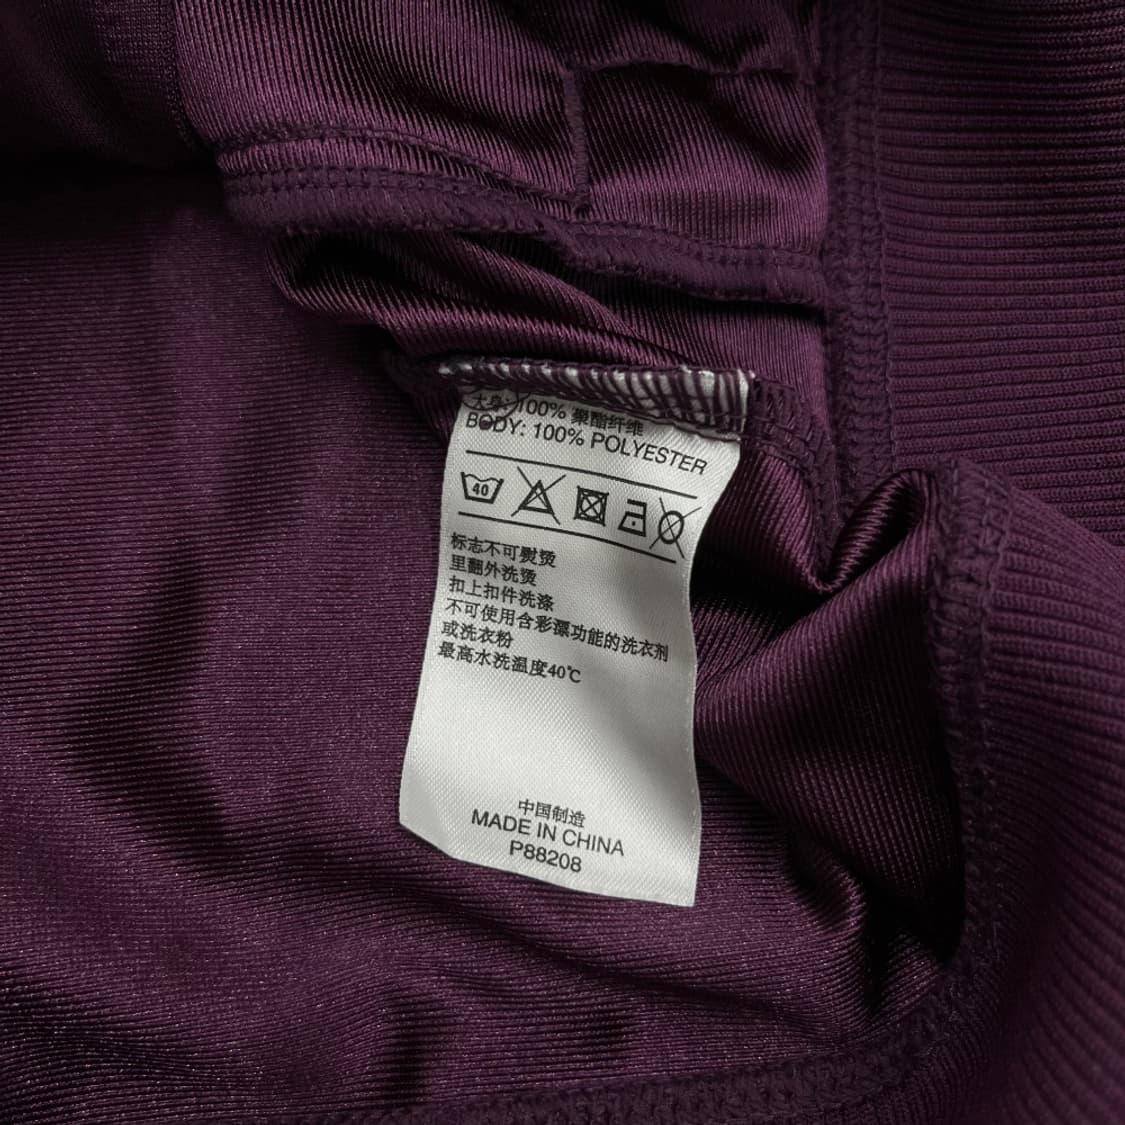 大身: 100% 聚酯纤维
BODY: 100% POLYESTER
40
标志不可熨烫
里翻外洗烫
扣上扣件洗涤
不可使用含彩漂功能的洗衣剂
或洗衣粉
最高水洗温度40℃
中国制造
MADE IN CHINA
P88208